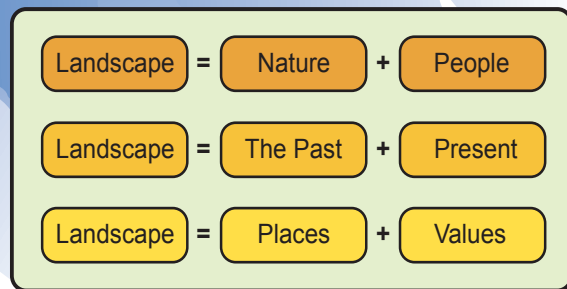 Landscape = Nature + People
Landscape = The Past + Present
Landscape = Places + Values